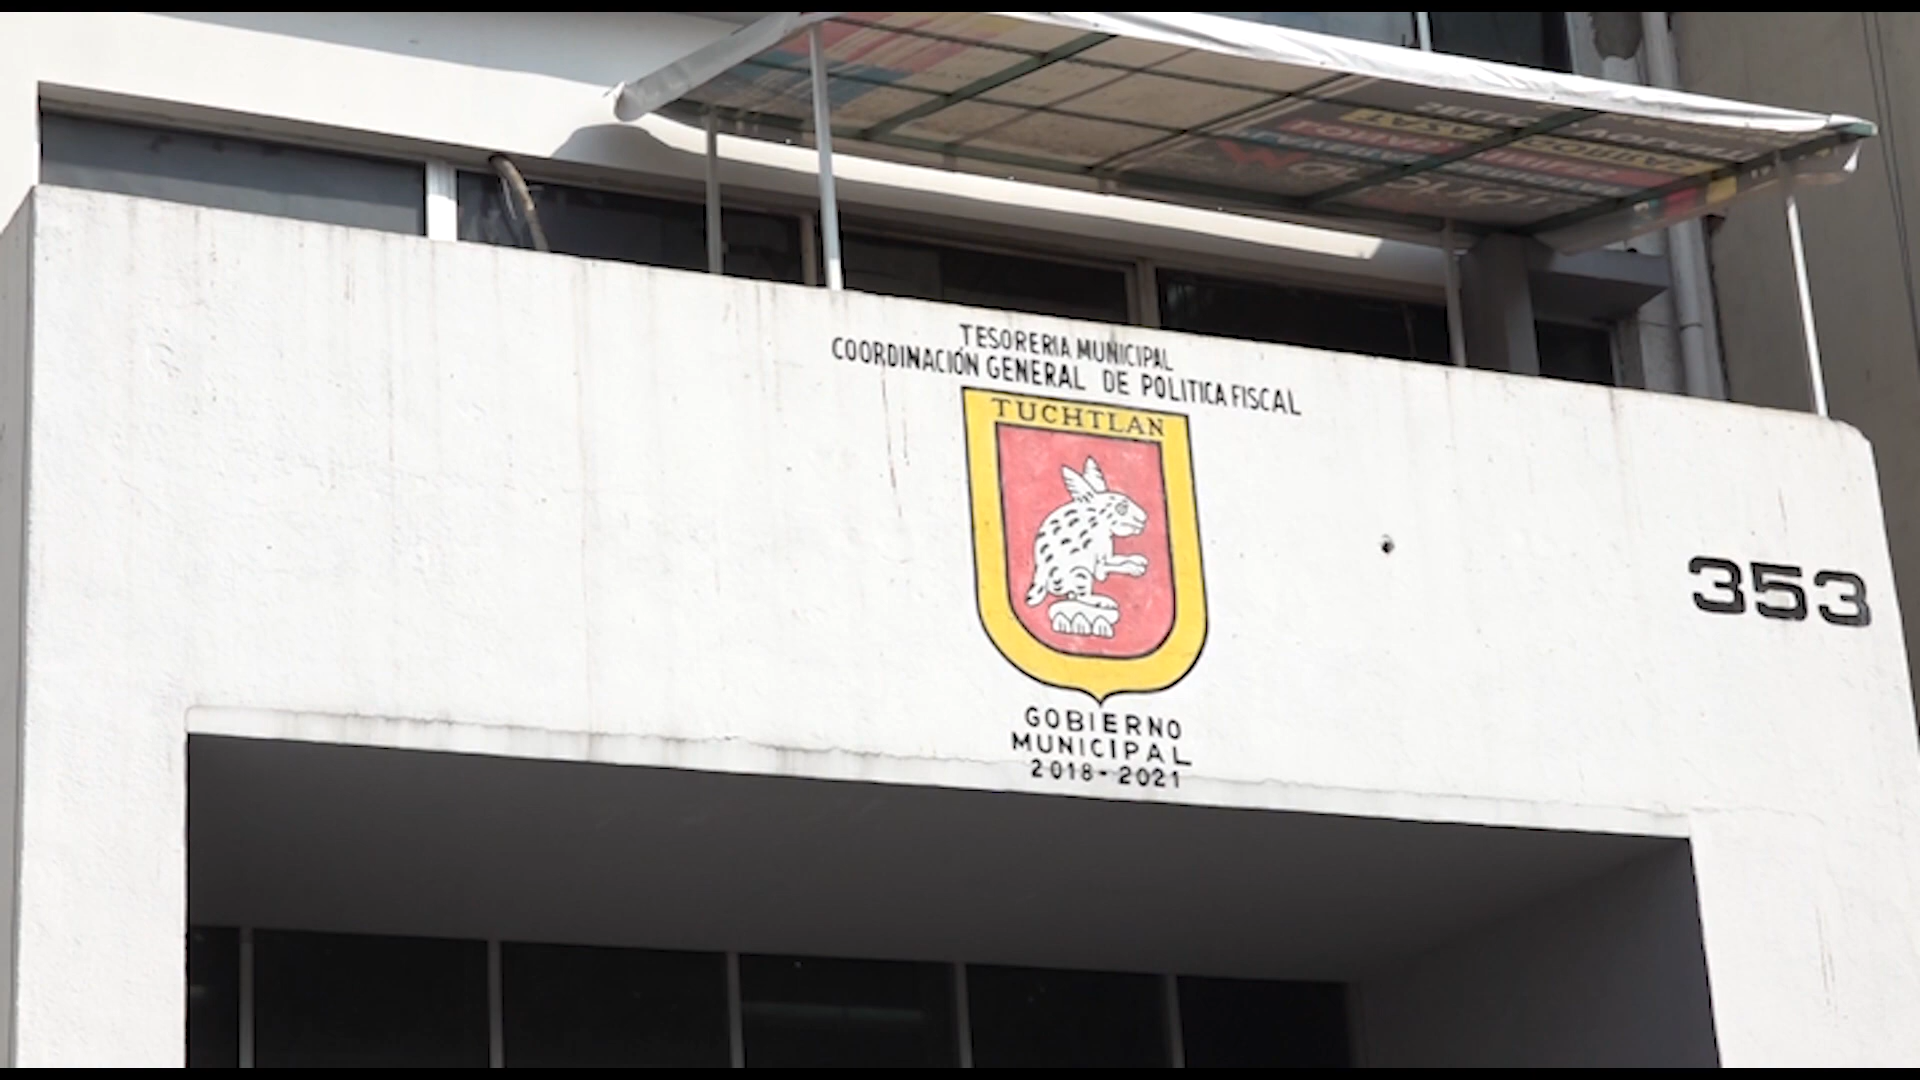 TESORERIA MUNICIPAL
COORDINACIÓN GENERAL DE POLITICA FISCAL
TUCHTLAN
353
GOBIERNO
MUNICIPAL
2018-2021